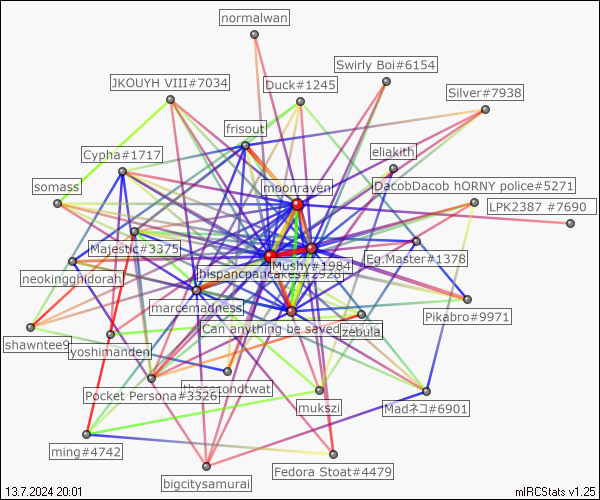 normalwan
Swirly Boi#6154
JKOUYH VIII#7034
Duck#1245
Silver#7938
frisout
Cypha#1717
eliakith
somass
moonraven
DacobDacob hORNY police#5271
LPK2387 #7690
Majestic#3375
Eg.Master#1378
Mushy#1984
neokingghidorah
hispancpancakes#2928
marcemadness
Pikabro#9971
Can anything be saved
zebula
shawntee9
yoshimanden
Pocket Persona#3326
thesecondtwat
mukszi
Madネコ#6901
ming#4742
Fedora Stoat#4479
bigcitysamurai
13.7.2024 20:01
mIRCStats v1.25